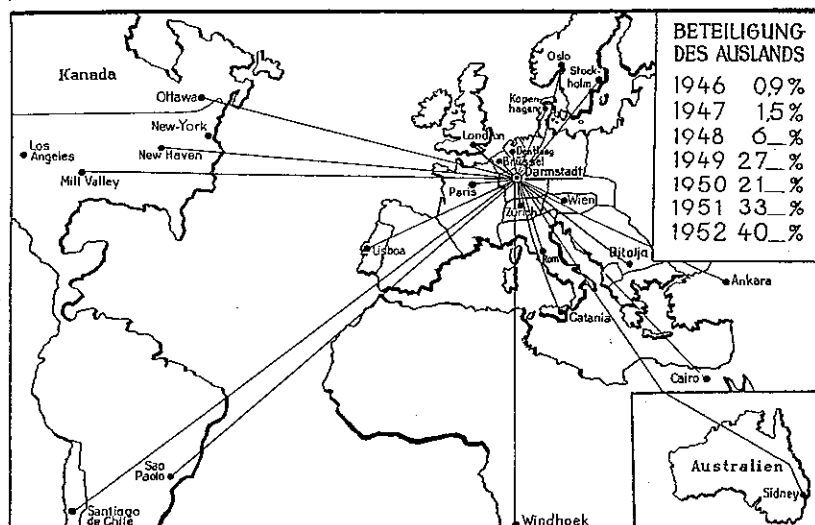 BETEILIGUNG
DES AUSLANDS
1946 0,9%
1947 1,5%
1948 6_%
1949 27_%
1950 21_%
1951 33_%
1952 40_%
Kanada
Ottawa
New-York
New Haven
Los
Angeles
Mill Valley
Oslo
Stock-
holm
Kopen-
hagen
London
Den Haag
Brüssel
Darmstadt
Paris
Wien
Zürich
Lisboa
Rom
Bitolja
Ankara
Catania
Cairo
Sao
Paolo
Santiago
de Chile
Windhoek
Australien
Sidney